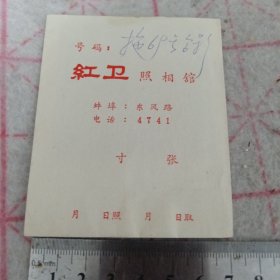 号码：
紅卫 照相舘
蚌埠：东风路
电话：4741
寸 张
月 日照 月 日取